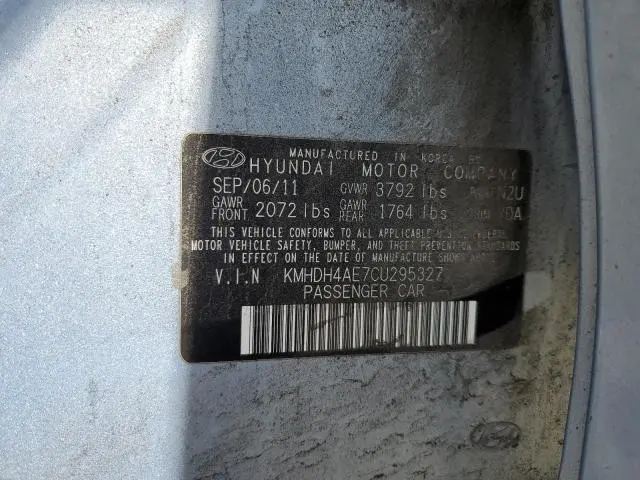 MANUFACTURED IN KOREA BY
HYUNDAI MOTOR COMPANY
SEP/06/11 GVWR 3792 lbs
GAWR FRONT 2072 lbs GAWR REAR 1764 lbs
THIS VEHICLE CONFORMS TO ALL APPLICABLE
MOTOR VEHICLE SAFETY, BUMPER, AND THEFT PREVENTION STANDARDS
IN EFFECT ON THE DATE OF MANUFACTURE SHOWN ABOVE
V.I.N KMHDH4AE7CU295327
PASSENGER CAR